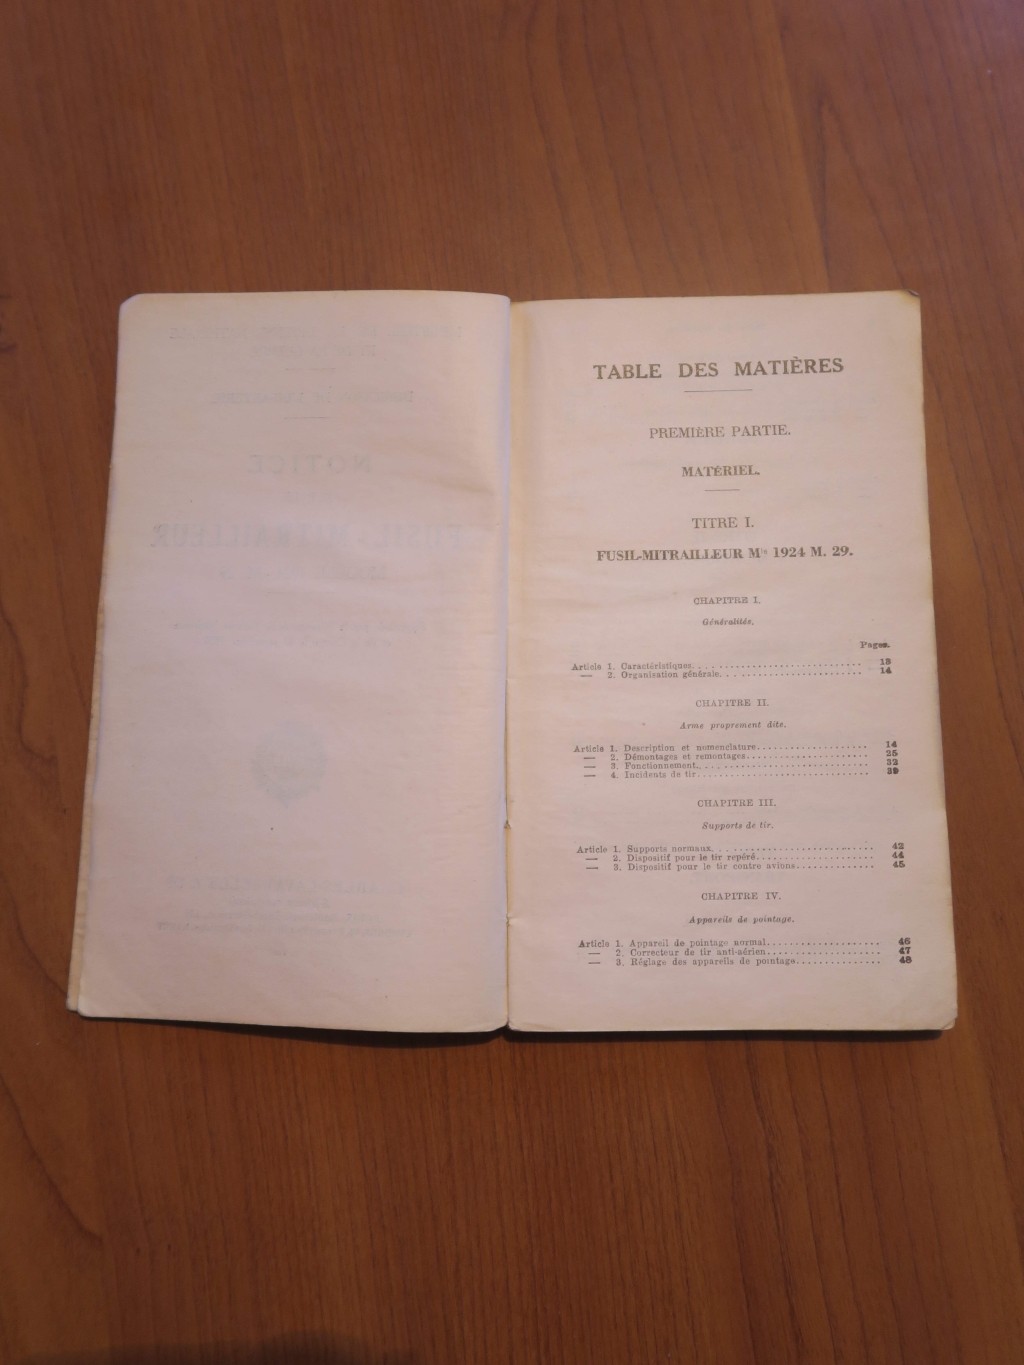 TABLE DES MATIÈRES
PREMIÈRE PARTIE.
MATÉRIEL.
TITRE I.
FUSIL-MITRAILLEUR Mle 1924 M. 29.
CHAPITRE I.
Généralités.
Pages.
Article 1. Caractéristiques. 13
— 2. Organisation générale. 14
CHAPITRE II.
Arme proprement dite.
Article 1. Description et nomenclature 14
— 2. Démontages et remontages 25
— 3. Fonctionnement. 32
— 4. Incidents de tir 39
CHAPITRE III.
Supports de tir.
Article 1. Supports normaux. 42
— 2. Dispositif pour le tir repéré 44
— 3. Dispositif pour le tir contre avions 45
CHAPITRE IV.
Appareils de pointage.
Article 1. Appareil de pointage normal 46
— 2. Correcteur de tir anti-aérien 47
— 3. Réglage des appareils de pointage 48